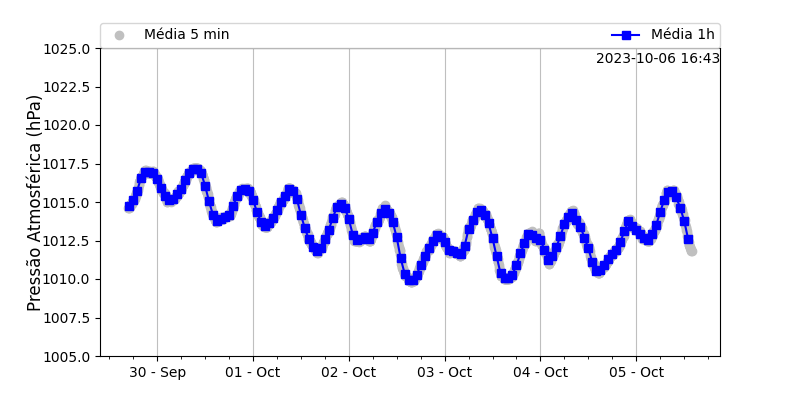 Média 5 min
Média 1h
2023-10-06 16:43
Pressão Atmosférica (hPa)
1025.0
1022.5
1020.0
1017.5
1015.0
1012.5
1010.0
1007.5
1005.0
30 - Sep
01 - Oct
02 - Oct
03 - Oct
04 - Oct
05 - Oct